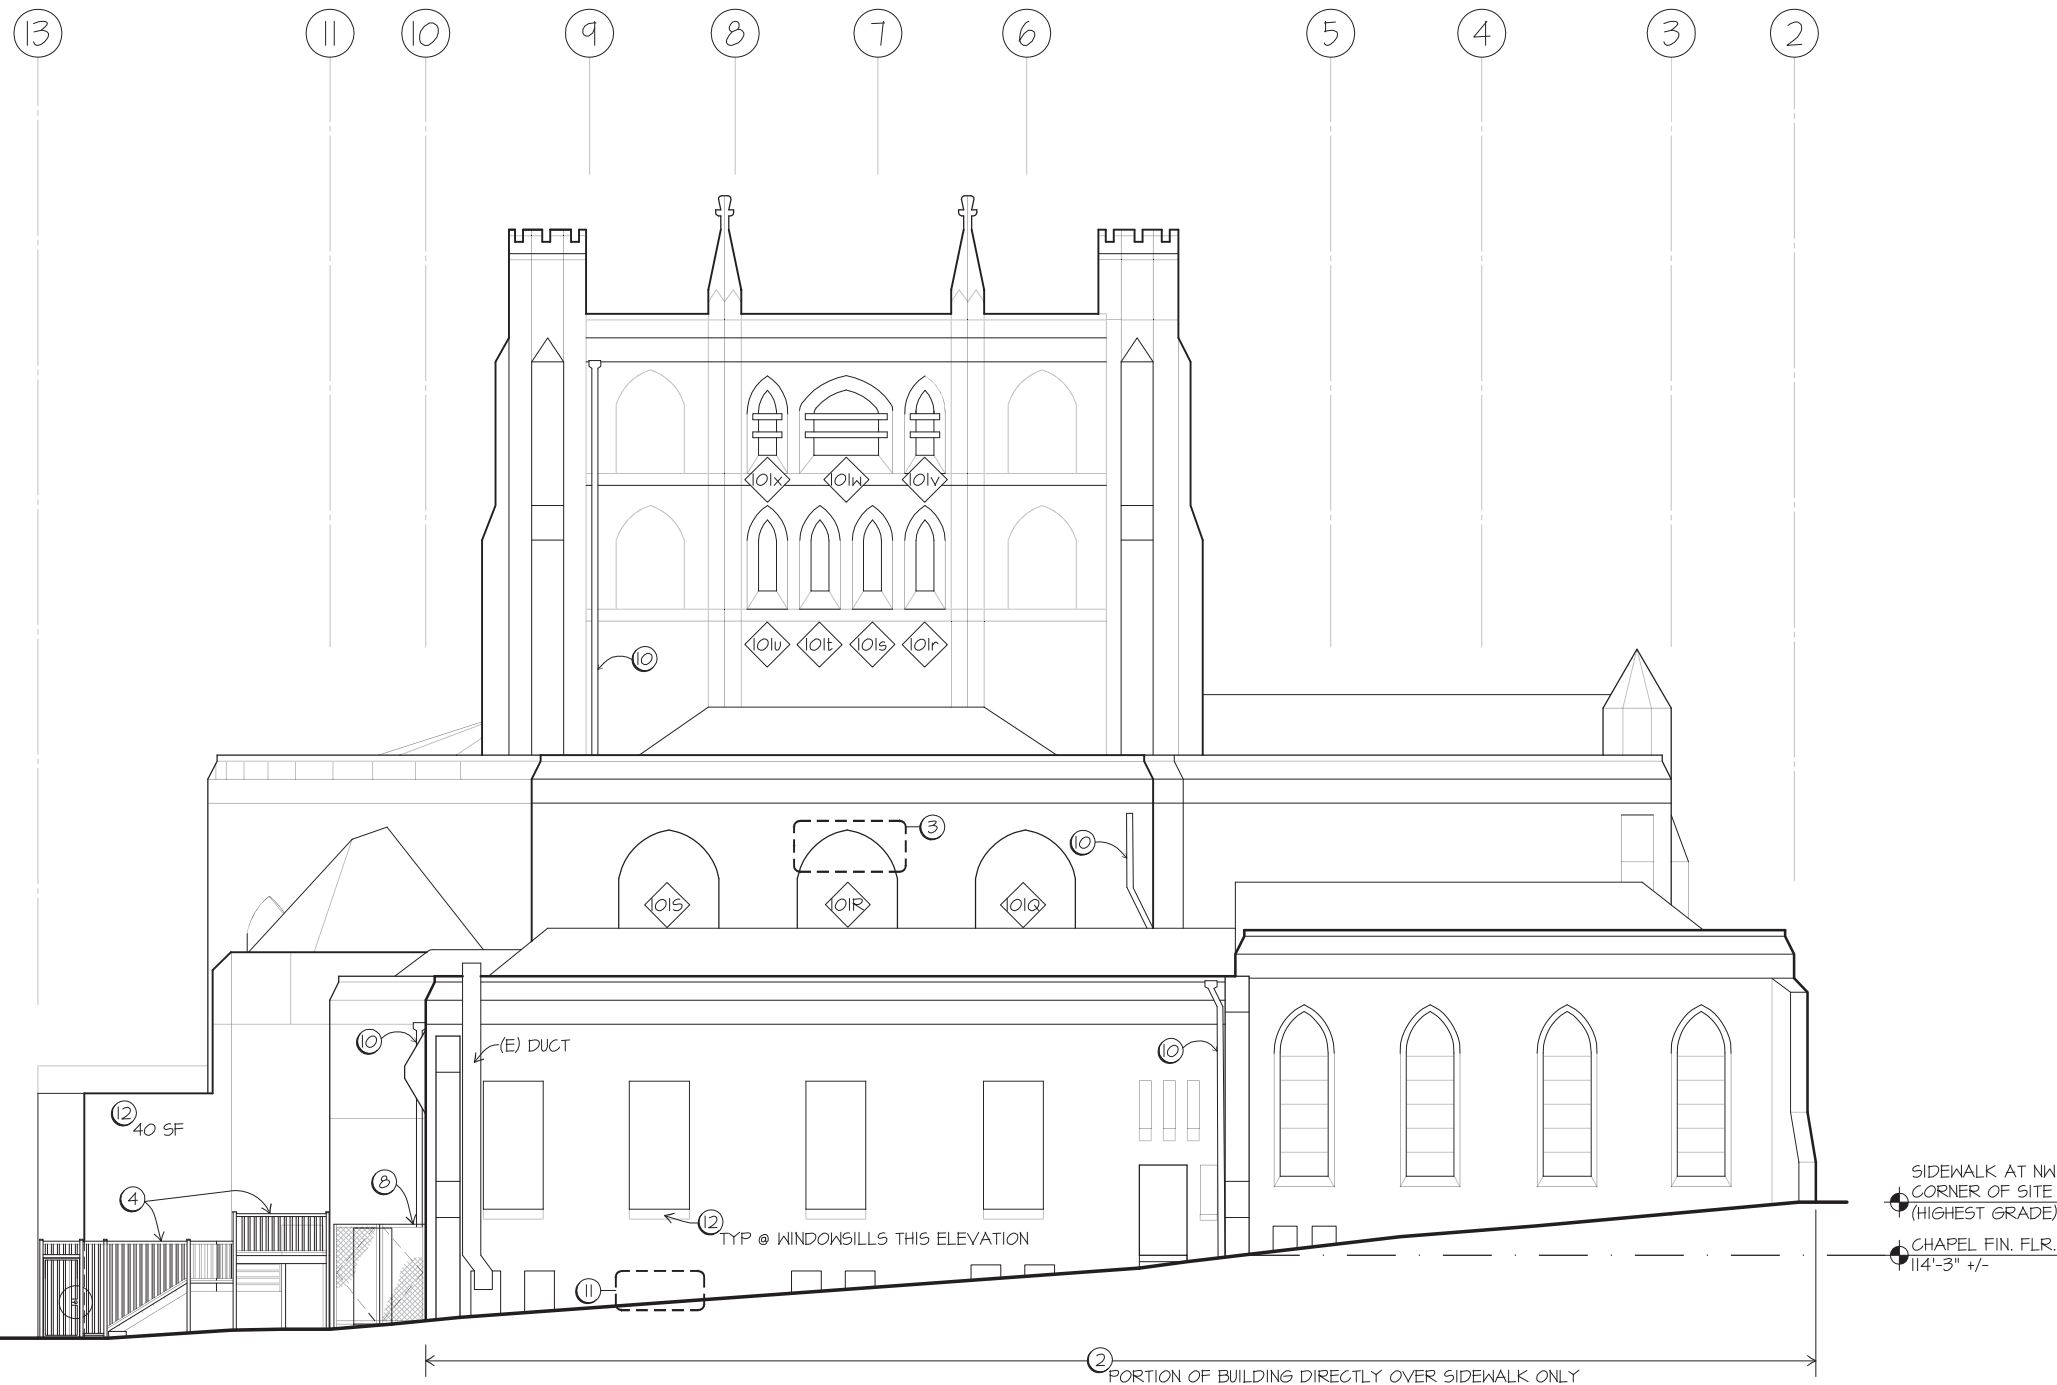 13 11 10 9 8 7 6 5 4 3 2
101x 101w 101v
101u 101t 101s 101r
10
3
10
101S 101R 101Q
10
(E) DUCT
10
12
40 SF
SIDEWALK AT NW
CORNER OF SITE
(HIGHEST GRADE)
4
8
12
TYP @ WINDOWSILLS THIS ELEVATION
CHAPEL FIN. FLR.
114'-3" +/-
11
2
PORTION OF BUILDING DIRECTLY OVER SIDEWALK ONLY